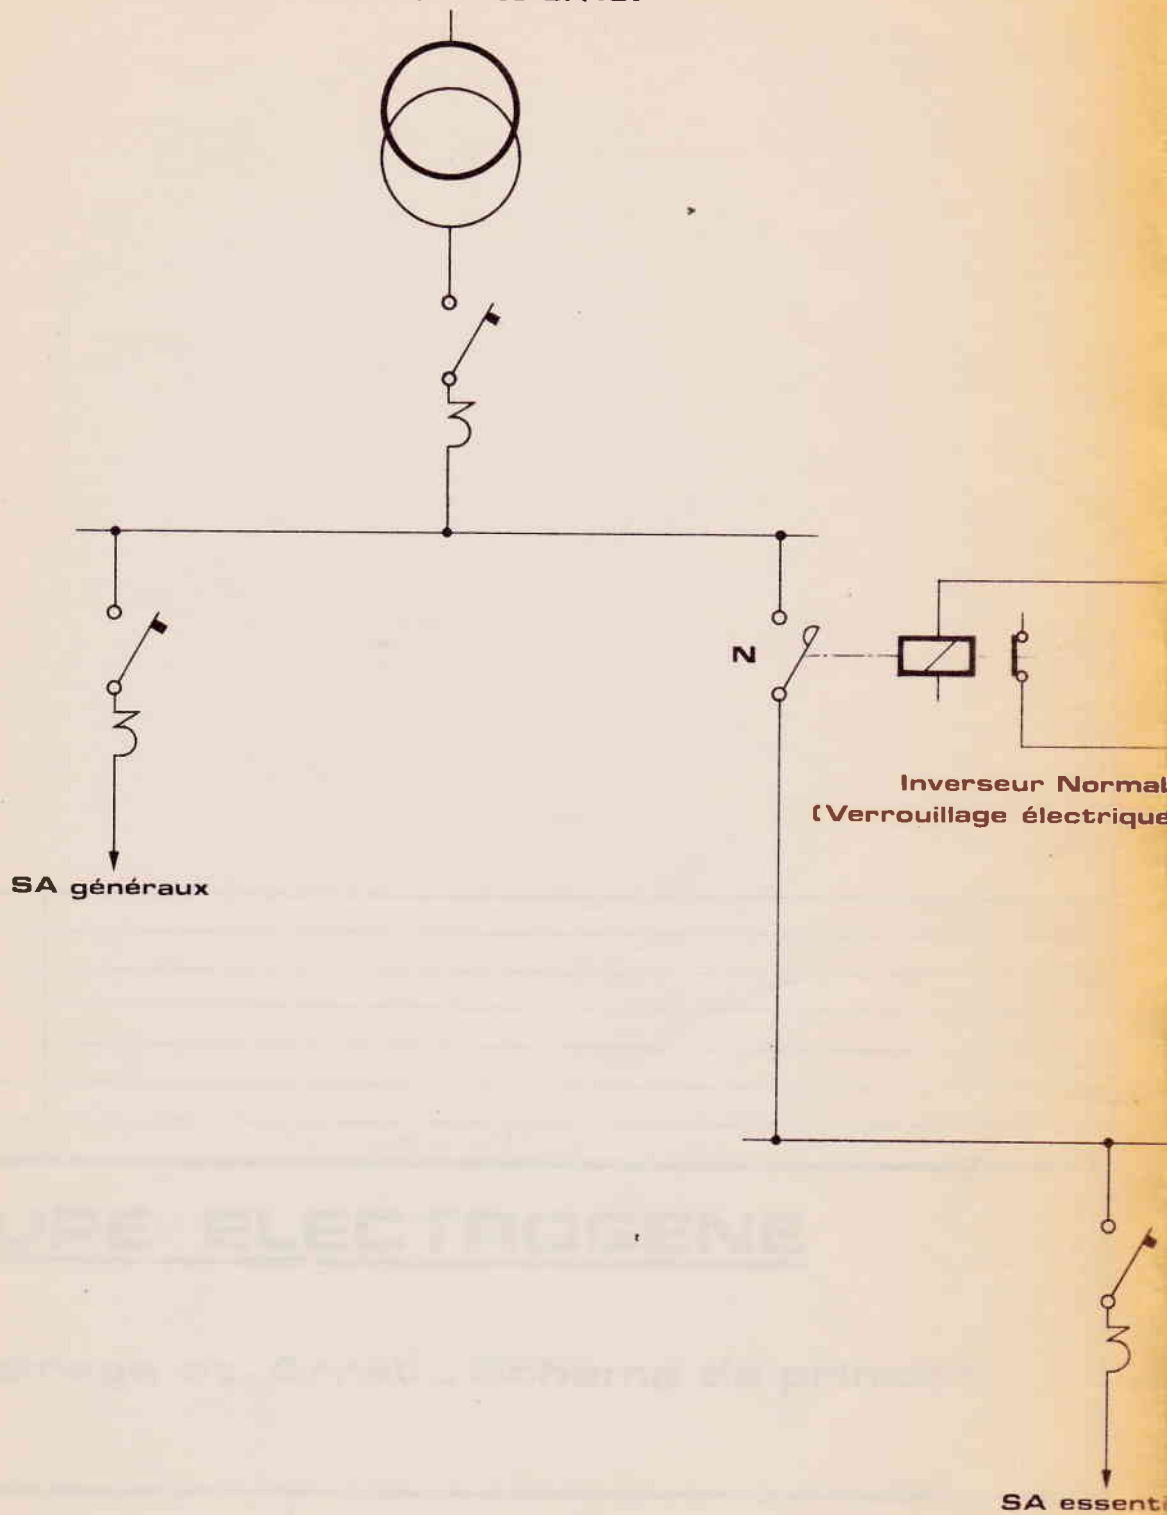 N
Inverseur Normal
(Verrouillage électrique
SA généraux
SA essenti